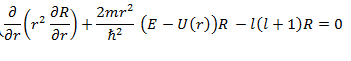 ∂/∂r (r² ∂R/∂r) + 2mr²/ℏ² (E − U(r))R − l(l + 1)R = 0